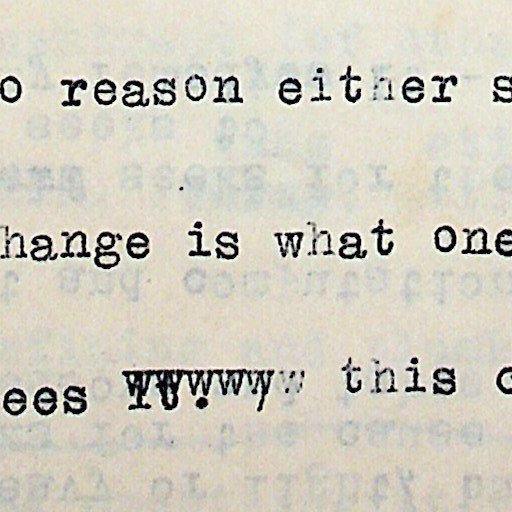 o reason either s
hange is what one
ees this c